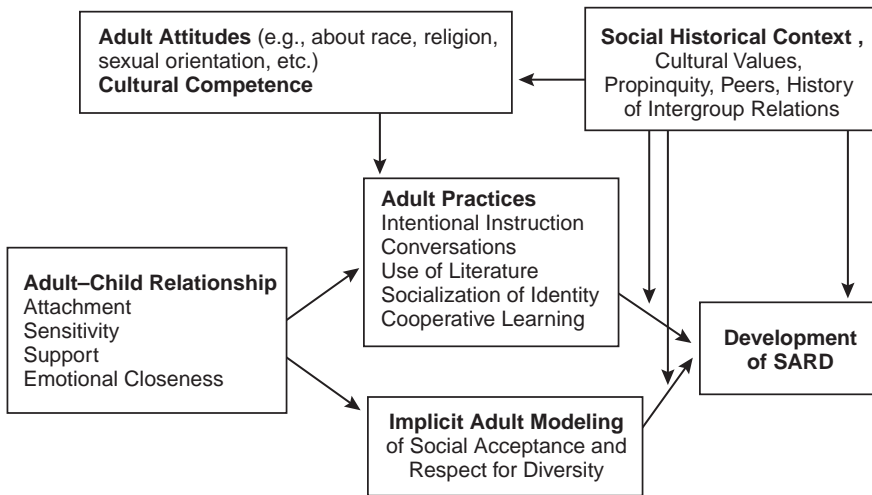 Adult Attitudes (e.g., about race, religion,
sexual orientation, etc.)
Cultural Competence
Social Historical Context ,
Cultural Values,
Propinquity, Peers, History
of Intergroup Relations
Adult Practices
Intentional Instruction
Conversations
Use of Literature
Socialization of Identity
Cooperative Learning
Adult–Child Relationship
Attachment
Sensitivity
Support
Emotional Closeness
Development
of SARD
Implicit Adult Modeling
of Social Acceptance and
Respect for Diversity